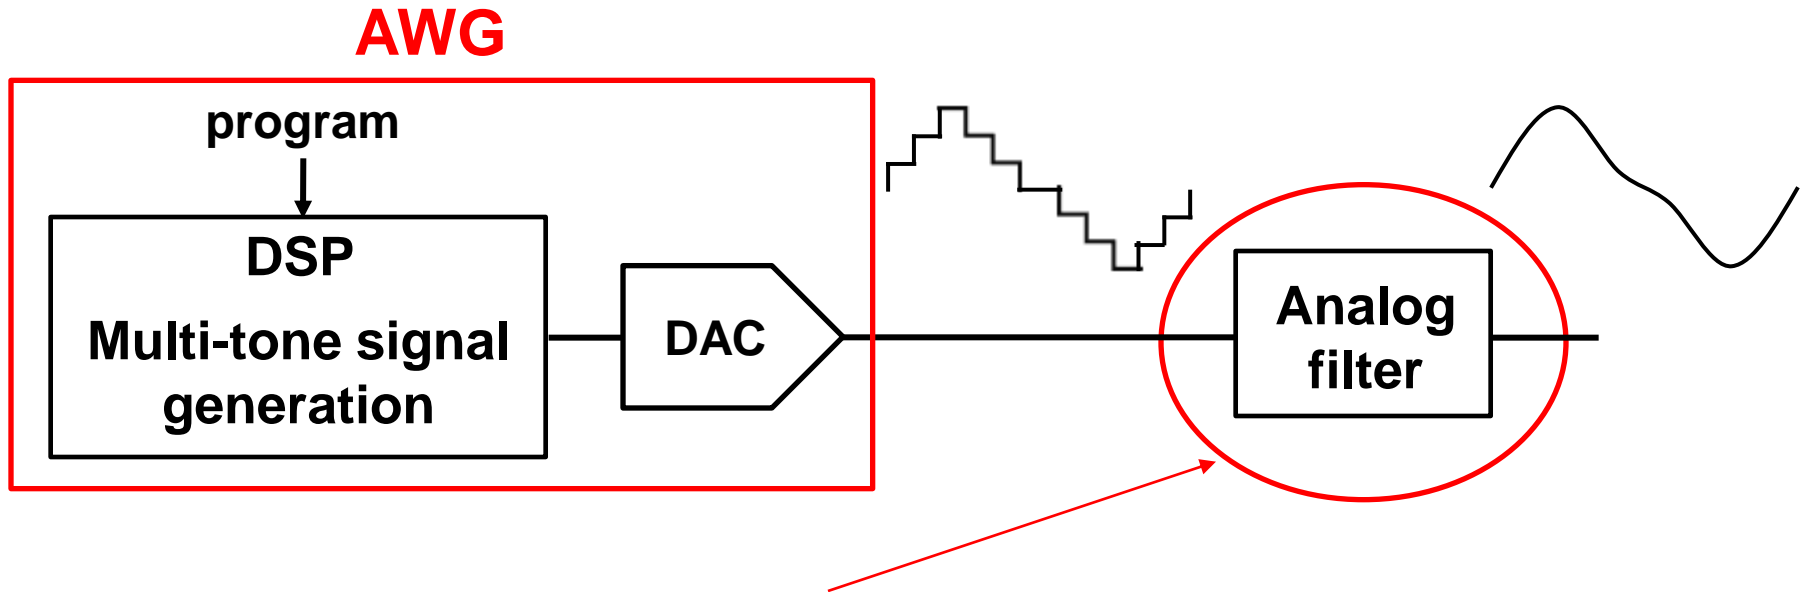 AWG
program
DSP
Multi-tone signal
generation
DAC
Analog
filter